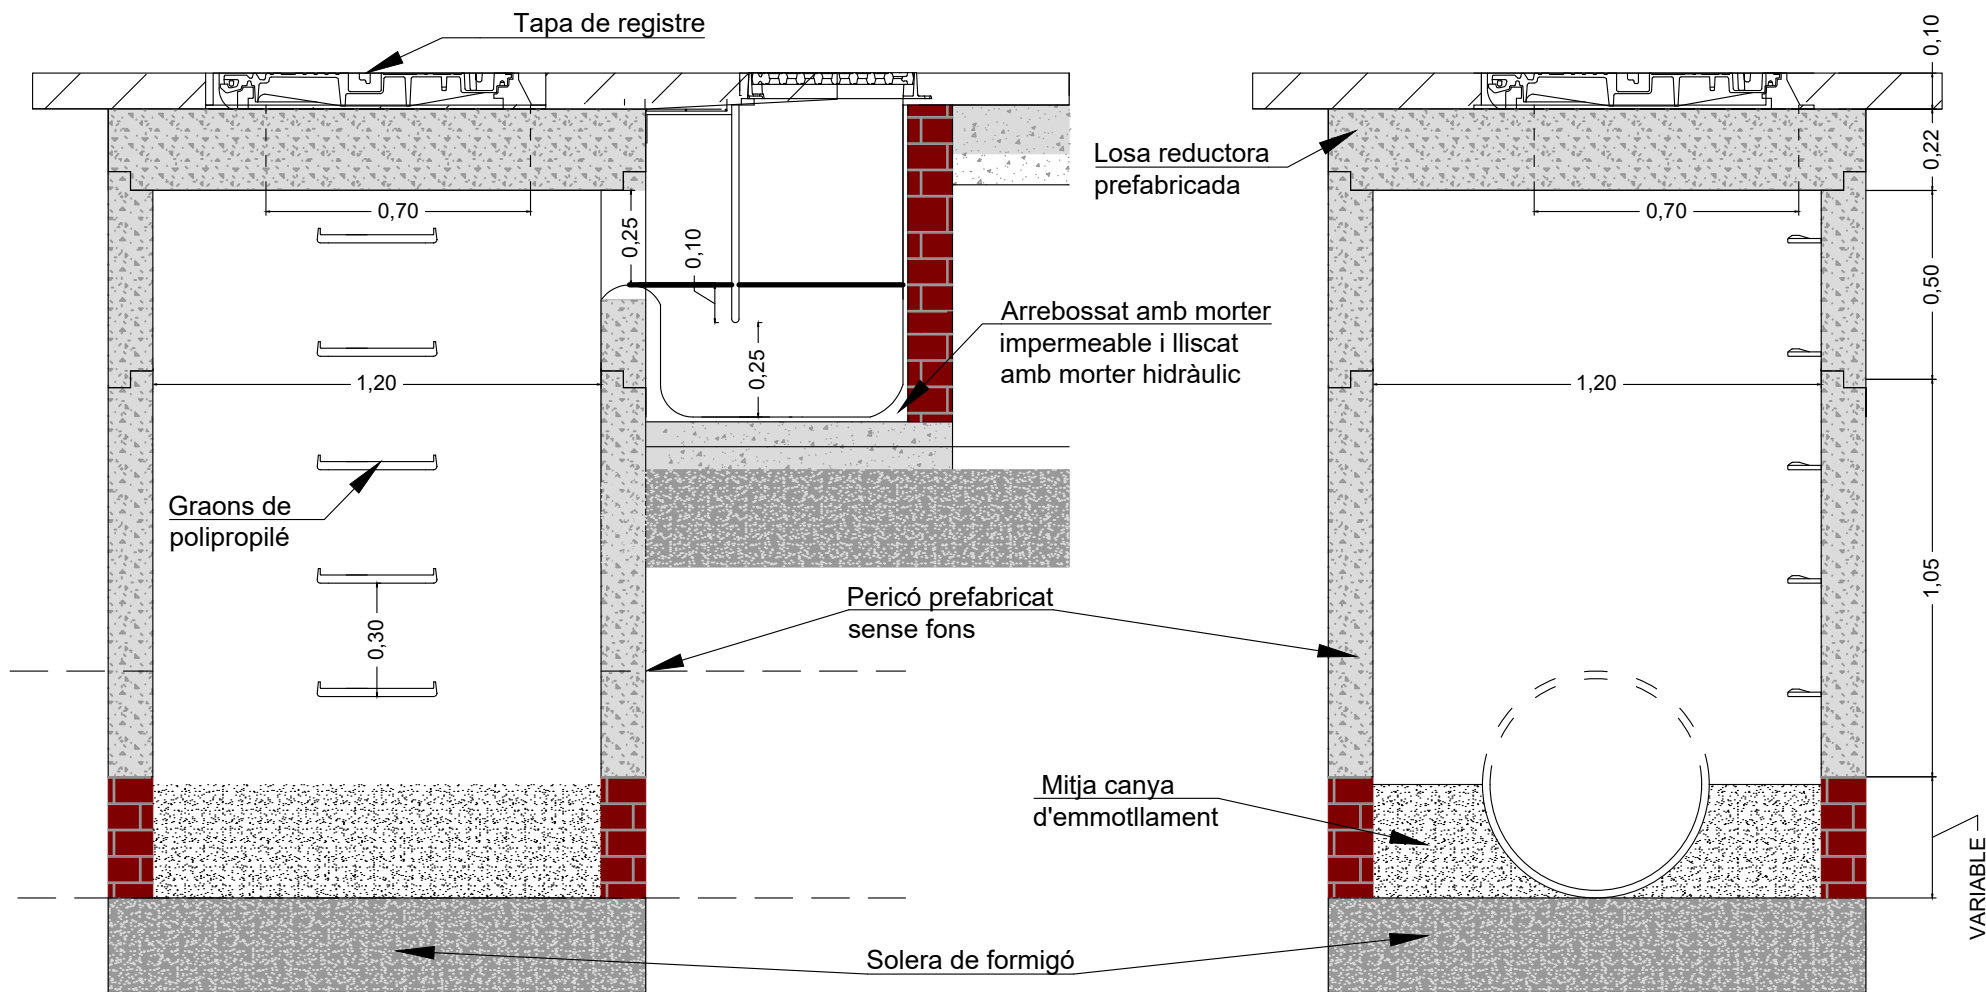 Tapa de registre
0,10
Losa reductora
prefabricada
0,22
0,70
0,25
0,10
0,70
0,50
Arrebossat amb morter
impermeable i lliscat
amb morter hidràulic
0,25
1,20
1,20
Graons de
polipropilé
1,05
Pericó prefabricat
sense fons
0,30
Mitja canya
d'emmotllament
VARIABLE
Solera de formigó